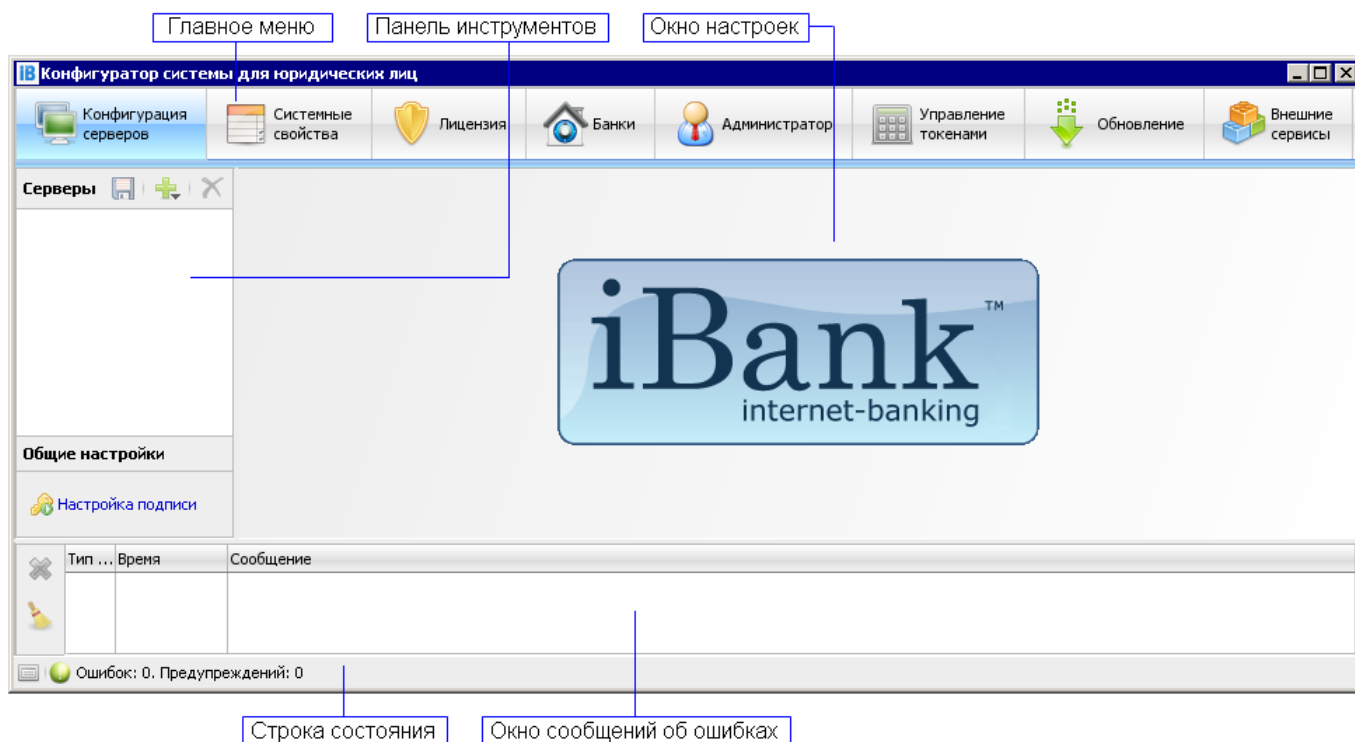 Главное меню
Панель инструментов
Окно настроек
iB Конфигуратор системы для юридических лиц
Конфигурация
серверов
Системные
свойства
Лицензия
Банки
Администратор
Управление
токенами
Обновление
Внешние
сервисы
Серверы
iBank™
internet-banking
Общие настройки
Настройка подписи
Тип ... Время Сообщение
Ошибок: 0. Предупреждений: 0
Строка состояния
Окно сообщений об ошибках